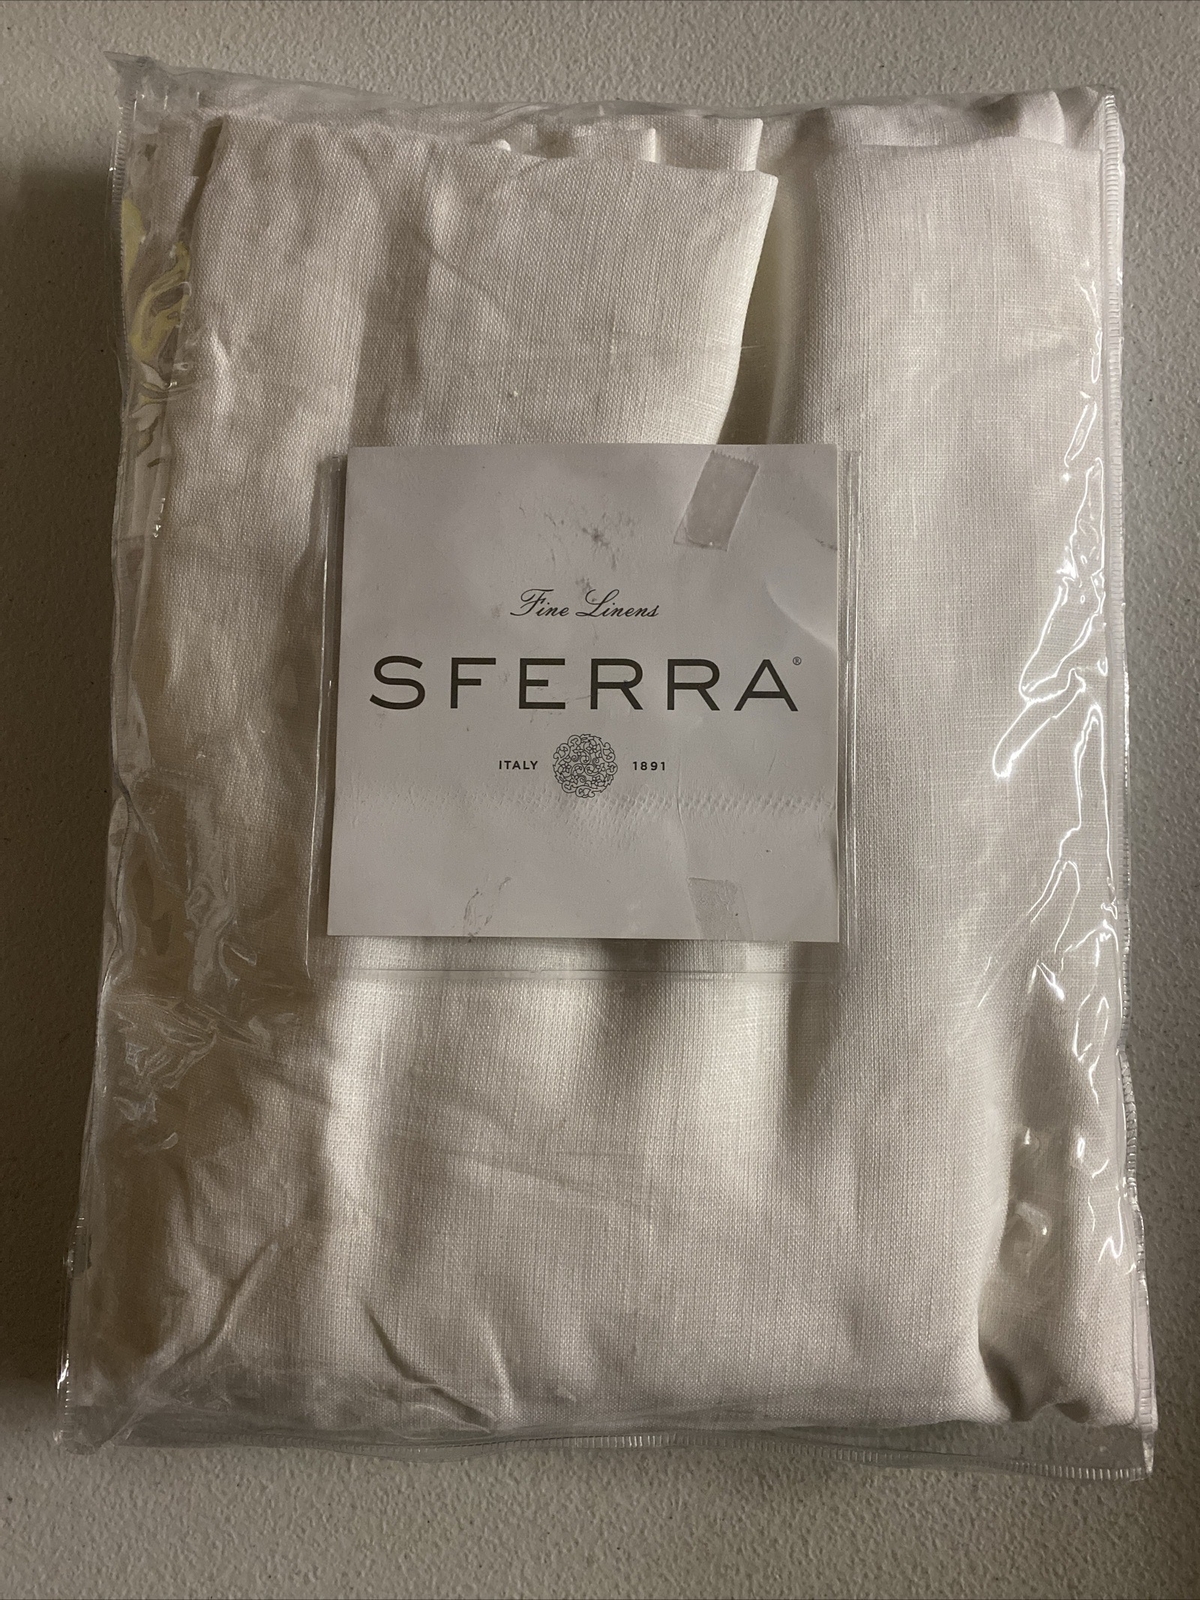 Fine Linens
SFERRA®
ITALY 1891